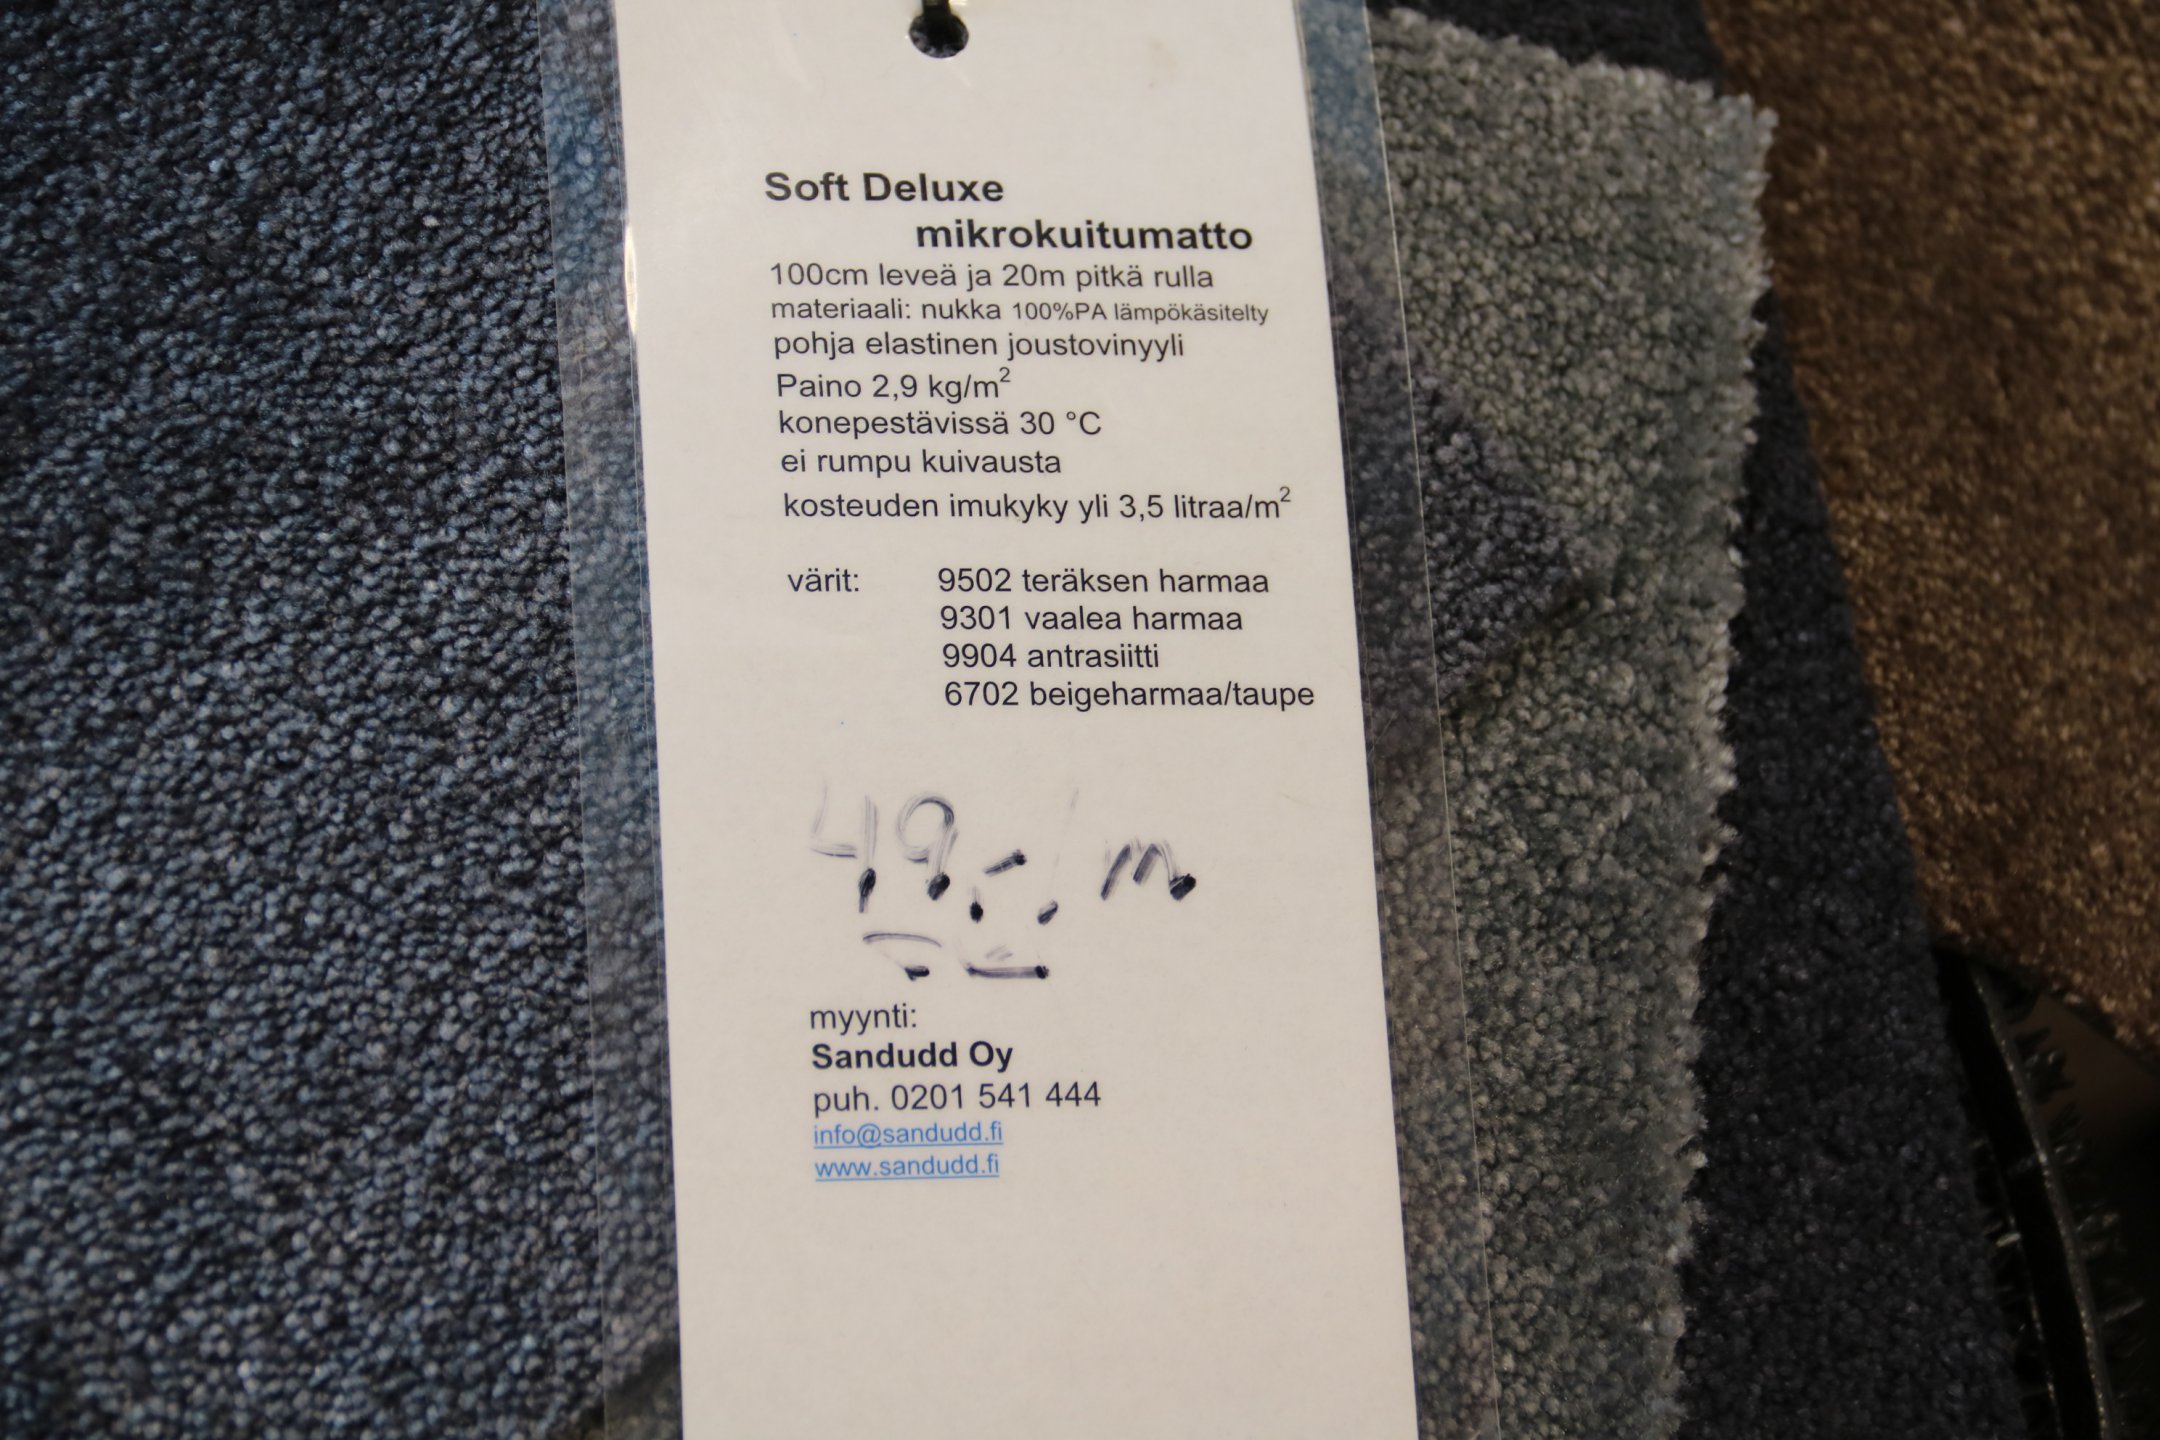 Soft Deluxe
mikrokuitumatto
100cm leveä ja 20m pitkä rulla
materiaali: nukka 100%PA lämpökäsitelty
pohja elastinen joustovinyyli
Paino 2,9 kg/m²
konepestävissä 30 °C
ei rumpu kuivausta
kosteuden imukyky yli 3,5 litraa/m²
värit: 9502 teräksen harmaa
9301 vaalea harmaa
9904 antrasiitti
6702 beigeharmaa/taupe
49,-/m
myynti:
Sandudd Oy
puh. 0201 541 444
info@sandudd.fi
www.sandudd.fi